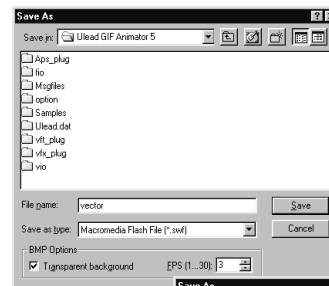 Save As
Save in: Ulead GIF Animator 5
Aps_plug
fio
Msgfiles
option
Samples
Ulead.dat
vft_plug
vfx_plug
vio
File name: vector Save
Save as type: Macromedia Flash File (*.swf) Cancel
BMP Options
Transparent background FPS (1...30): 3
Save As